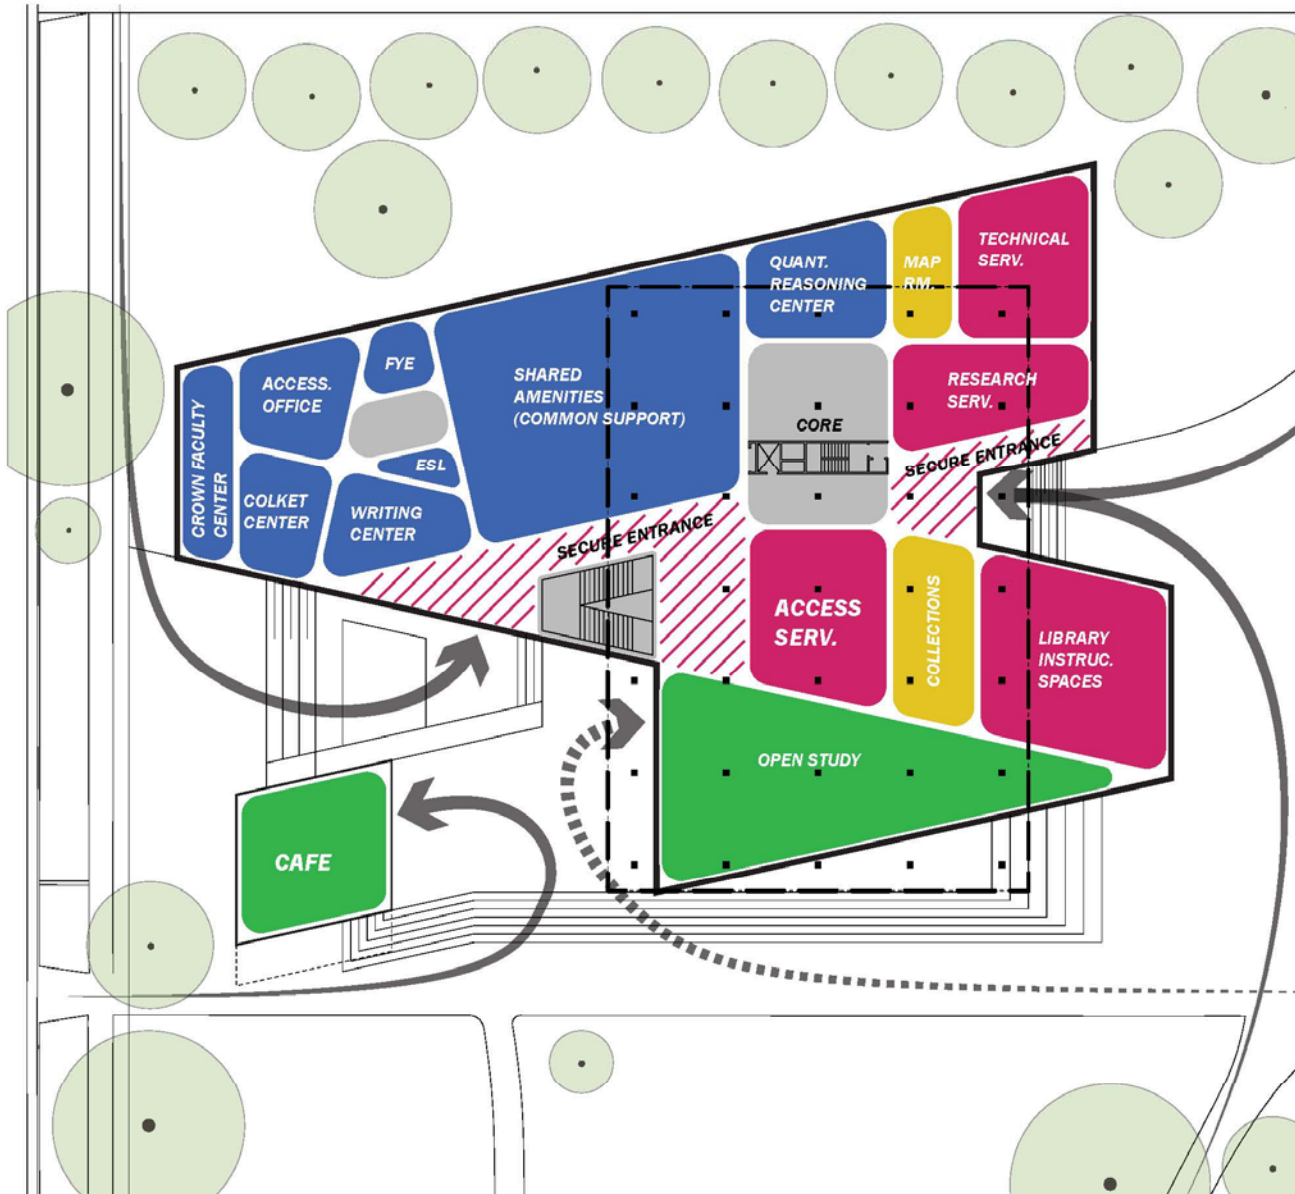 TECHNICAL
SERV.
QUANT.
REASONING
CENTER
MAP
RM.
FYE
ACCESS.
OFFICE
SHARED
AMENITIES
(COMMON SUPPORT)
RESEARCH
SERV.
CORE
SECURE ENTRANCE
CROWN FACULTY
CENTER
COLKET
CENTER
ESL
WRITING
CENTER
SECURE ENTRANCE
ACCESS
SERV.
COLLECTIONS
LIBRARY
INSTRUC.
SPACES
OPEN STUDY
CAFE